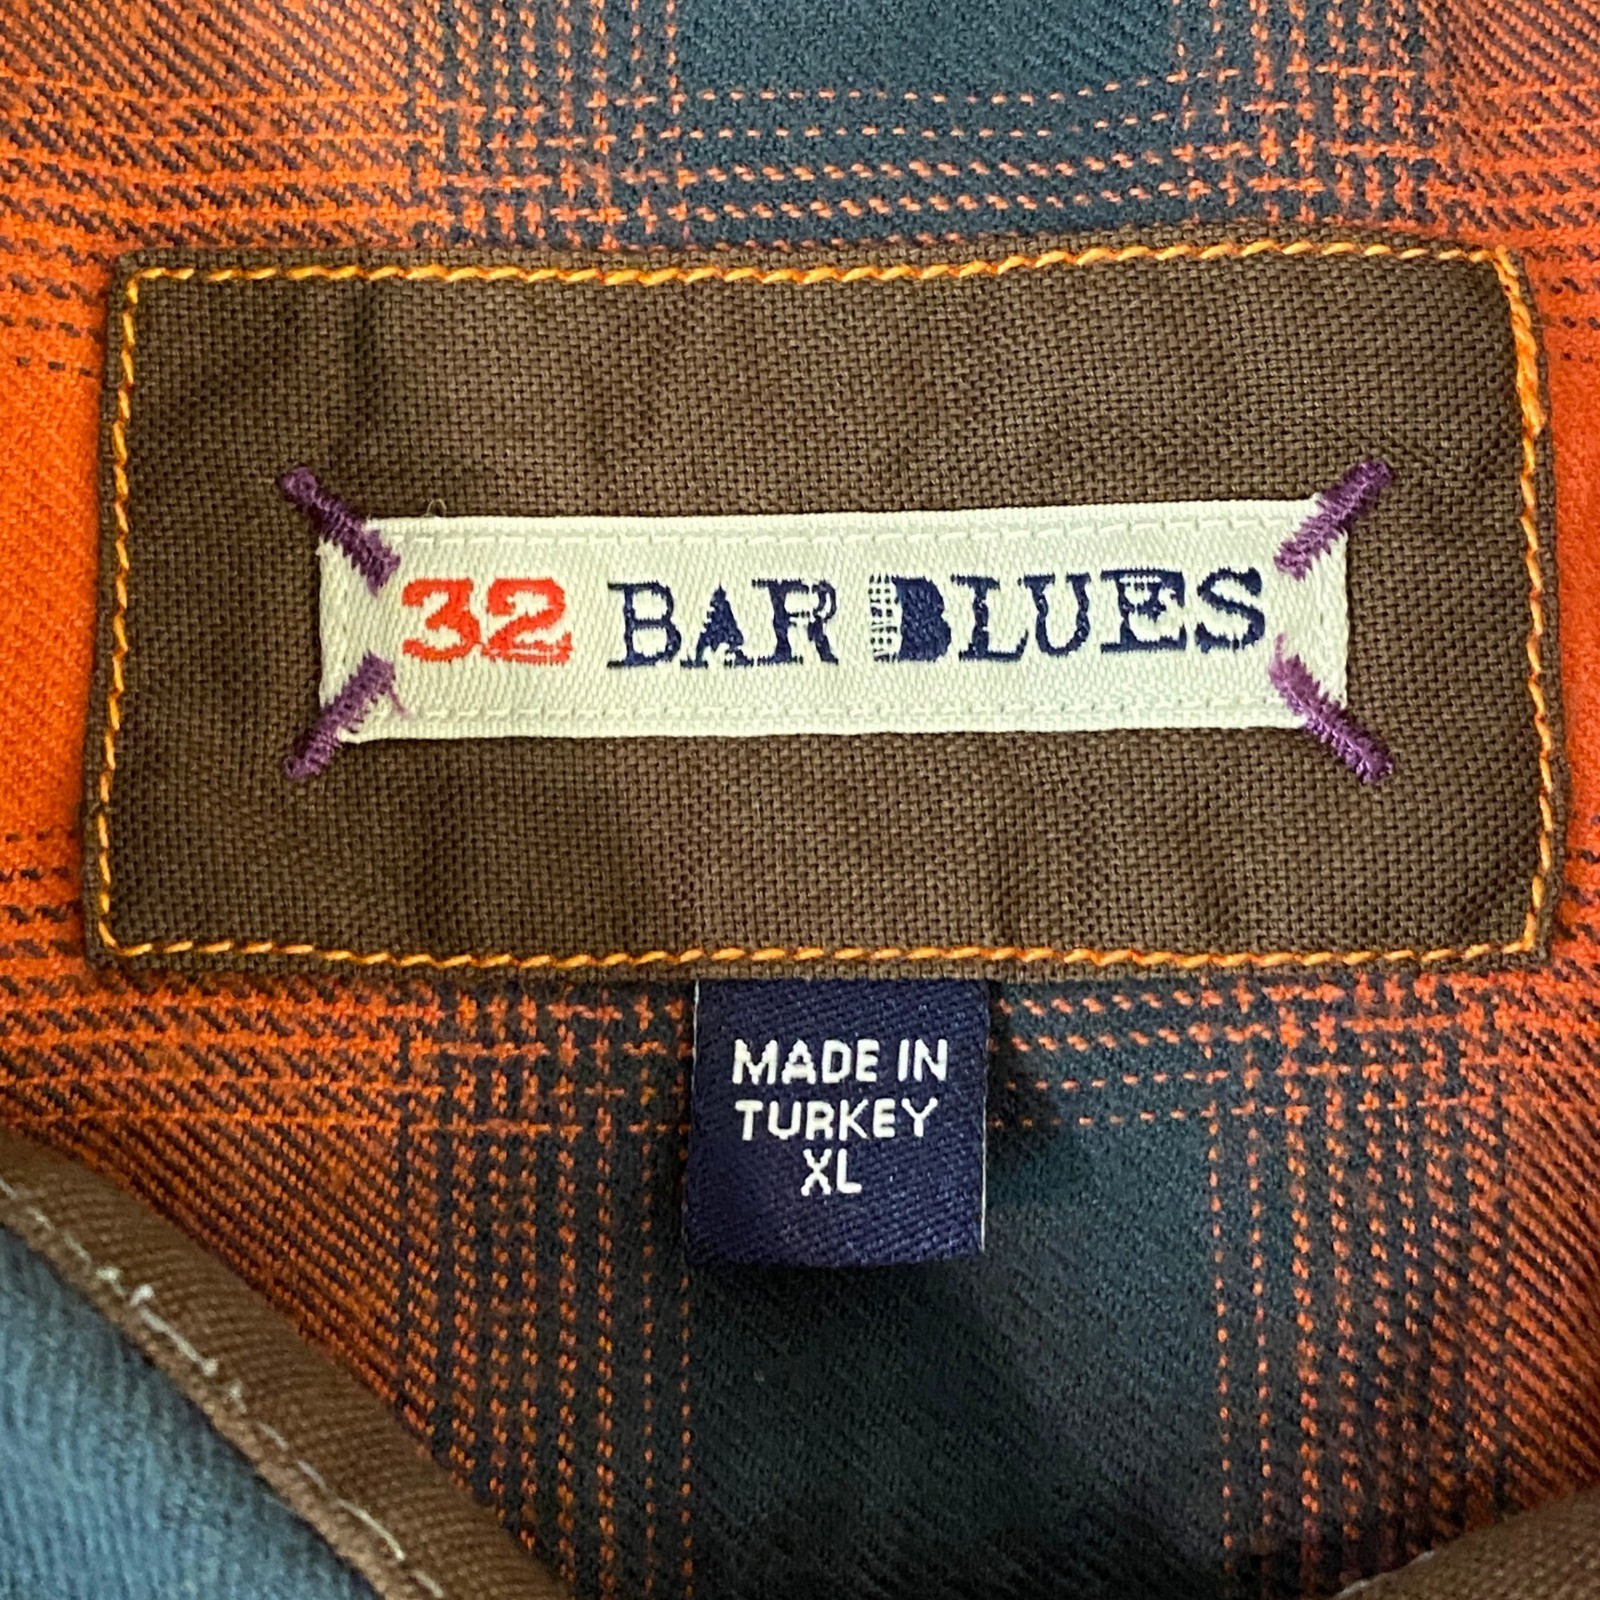 32 BAR BLUES
MADE IN
TURKEY
XL